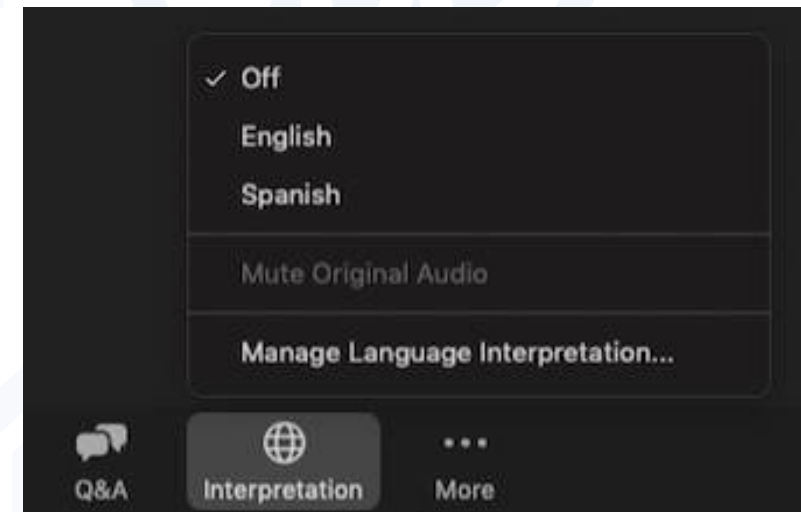 Off
English
Spanish
Mute Original Audio
Manage Language Interpretation...
Q&A
Interpretation
More